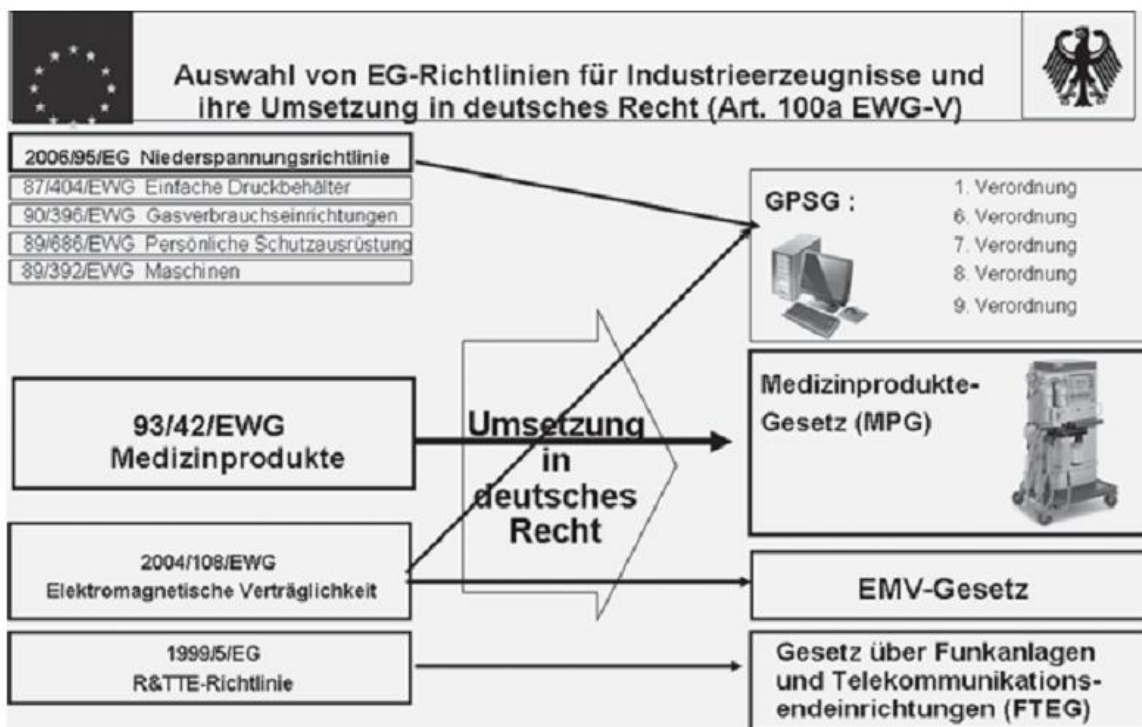 Auswahl von EG-Richtlinien für Industrieerzeugnisse und
ihre Umsetzung in deutsches Recht (Art. 100a EWG-V)
2006/95/EG Niederspannungsrichtlinie
87/404/EWG Einfache Druckbehälter
90/396/EWG Gasverbrauchseinrichtungen
89/686/EWG Persönliche Schutzausrüstung
89/392/EWG Maschinen
GPSG :
1. Verordnung
6. Verordnung
7. Verordnung
8. Verordnung
9. Verordnung
93/42/EWG
Medizinprodukte
Umsetzung
in
deutsches
Recht
Medizinprodukte-
Gesetz (MPG)
2004/108/EWG
Elektromagnetische Verträglichkeit
EMV-Gesetz
1999/5/EG
R&TTE-Richtlinie
Gesetz über Funkanlagen
und Telekommunikations-
endeinrichtungen (FTEG)